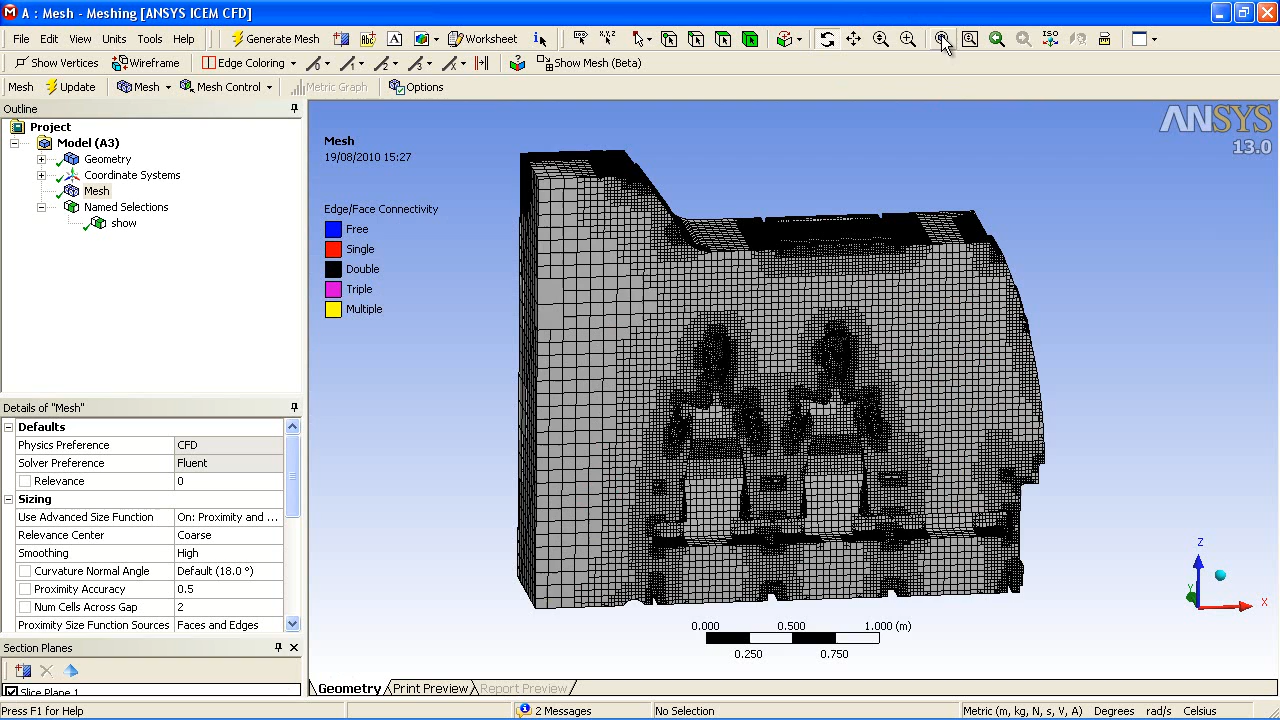 A : Mesh - Meshing [ANSYS ICEM CFD]
File Edit View Units Tools Help Generate Mesh Worksheet
Show Vertices Wireframe Edge Coloring Show Mesh (Beta)
Mesh Update Mesh Mesh Control Metric Graph Options
Outline
Project
Model (A3)
Geometry
Coordinate Systems
Mesh
Named Selections
show
Details of "Mesh"
Defaults
Physics Preference CFD
Solver Preference Fluent
Relevance 0
Sizing
Use Advanced Size Function On: Proximity and ...
Relevance Center Coarse
Smoothing High
Curvature Normal Angle Default (18.0 °)
Proximity Accuracy 0.5
Num Cells Across Gap 2
Proximity Size Function Sources Faces and Edges
Section Planes
Slice Plane 1
Mesh
19/08/2010 15:27
Edge/Face Connectivity
Free
Single
Double
Triple
Multiple
ANSYS
13.0
Z
Y
X
0.000 0.500 1.000 (m)
0.250 0.750
Geometry Print Preview Report Preview
Press F1 for Help 2 Messages No Selection Metric (m, kg, N, s, V, A) Degrees rad/s Celsius